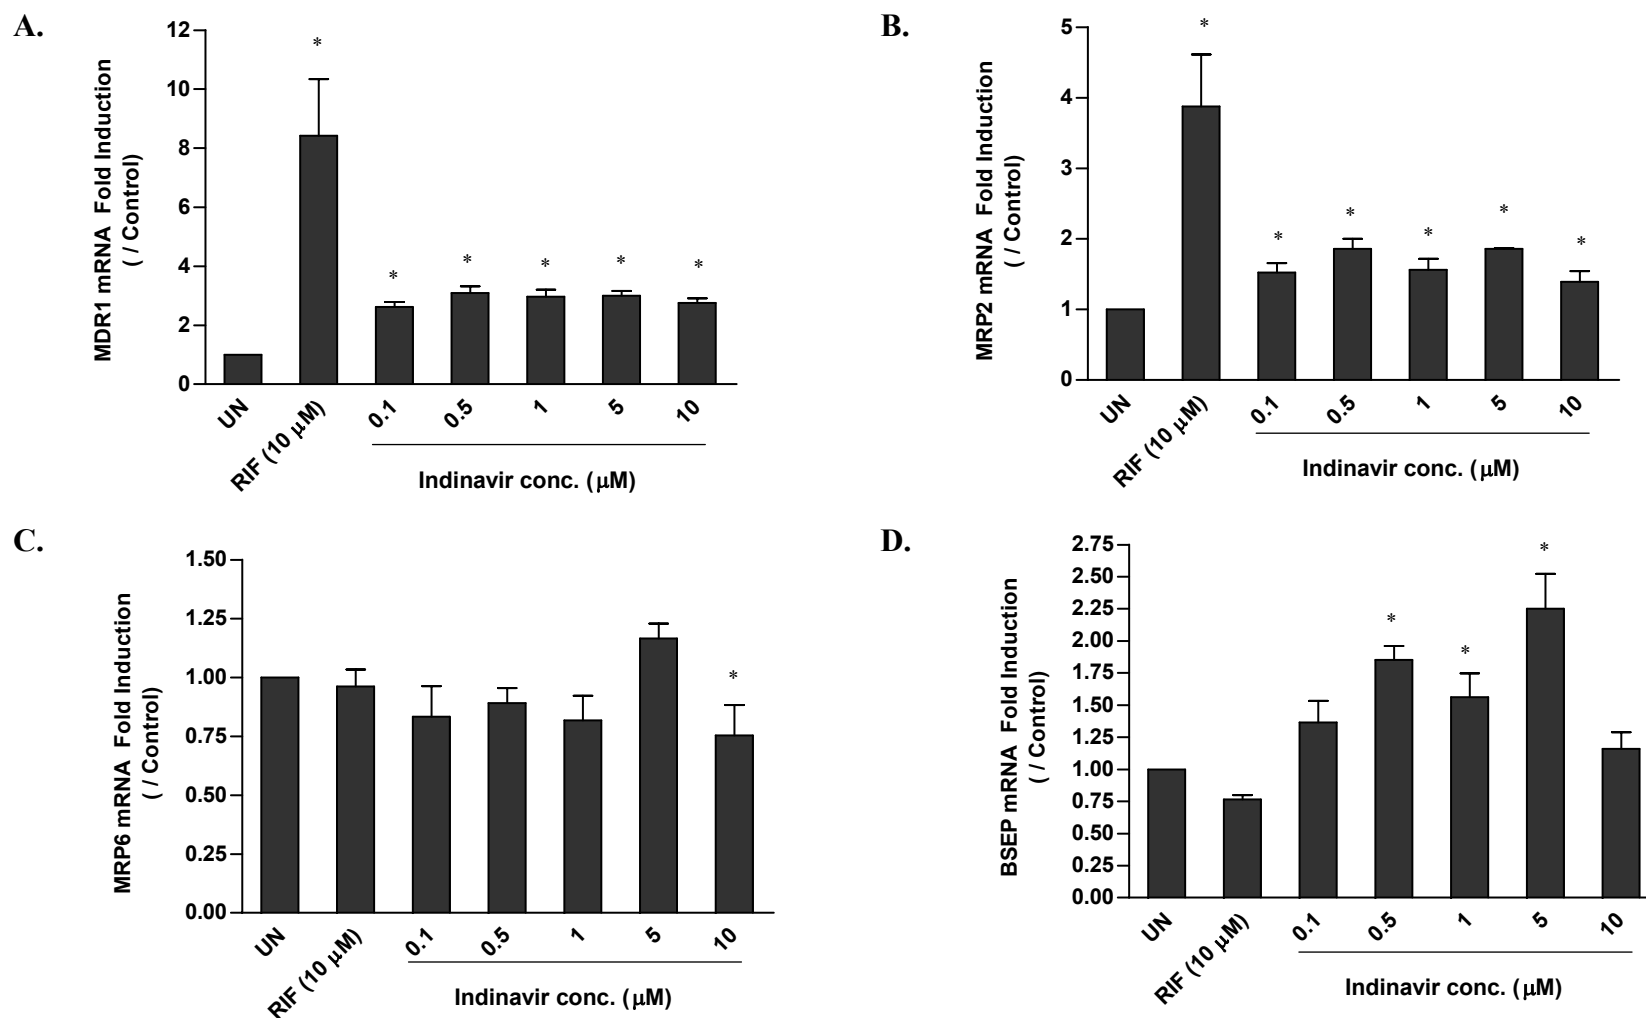 A.
MDR1 mRNA Fold Induction
( / Control)
12
10
8
6
4
2
0
*
*
*
*
*
*
UN
RIF (10 μM)
0.1
0.5
1
5
10
Indinavir conc. (μM)
B.
MRP2 mRNA Fold Induction
( / Control)
5
4
3
2
1
0
*
*
*
*
*
*
UN
RIF (10 μM)
0.1
0.5
1
5
10
Indinavir conc. (μM)
C.
MRP6 mRNA Fold Induction
( / Control)
1.50
1.25
1.00
0.75
0.50
0.25
0.00
*
UN
RIF (10 μM)
0.1
0.5
1
5
10
Indinavir conc. (μM)
D.
BSEP mRNA Fold Induction
( / Control)
2.75
2.50
2.25
2.00
1.75
1.50
1.25
1.00
0.75
0.50
0.25
0.00
*
*
*
UN
RIF (10 μM)
0.1
0.5
1
5
10
Indinavir conc. (μM)